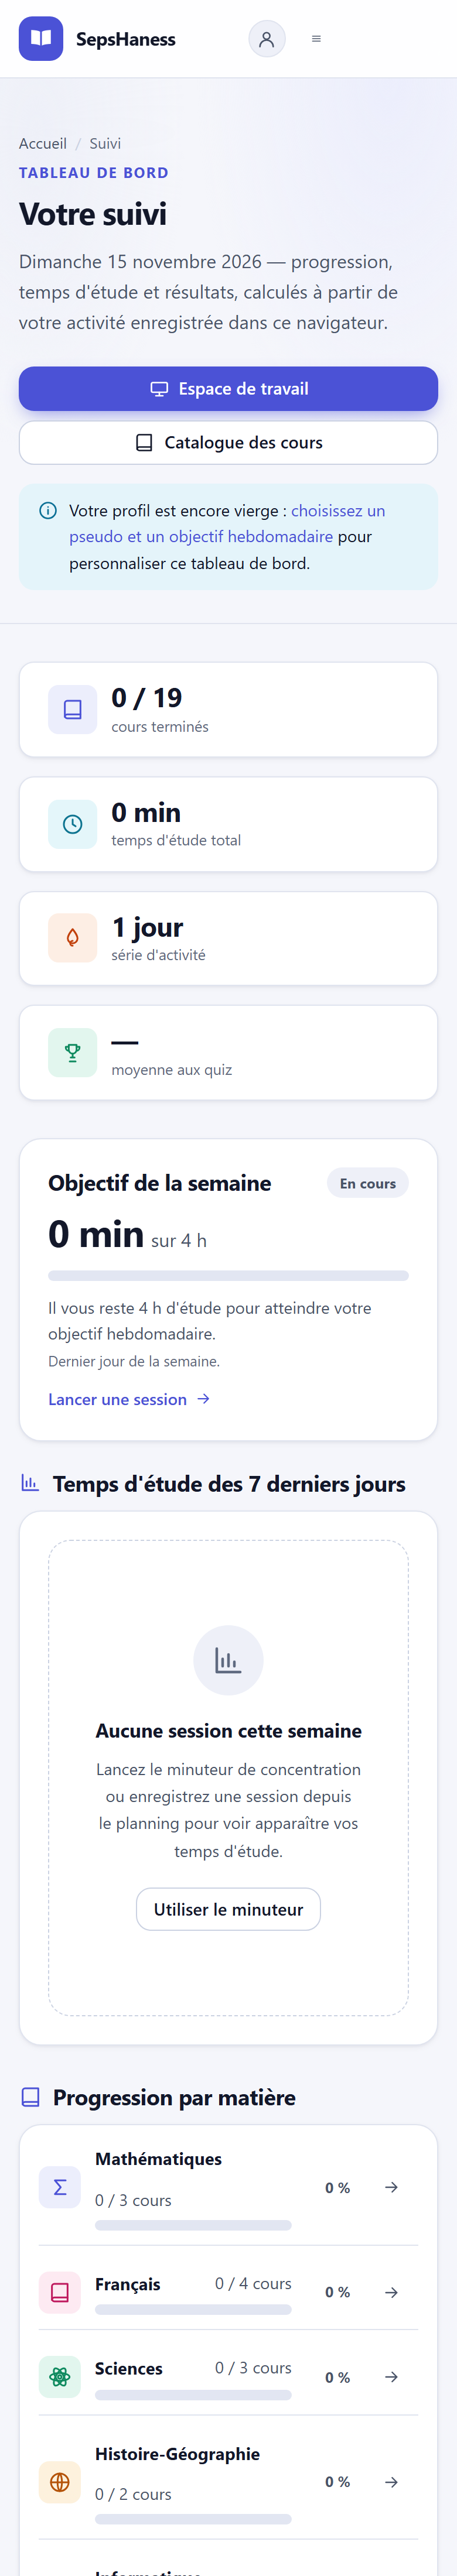 SepsHaness
Accueil / Suivi
TABLEAU DE BORD
Votre suivi
Dimanche 15 novembre 2026 — progression,
temps d'étude et résultats, calculés à partir de
votre activité enregistrée dans ce navigateur.
Espace de travail
Catalogue des cours
Votre profil est encore vierge : choisissez un
pseudo et un objectif hebdomadaire pour
personnaliser ce tableau de bord.
0 / 19
cours terminés
0 min
temps d'étude total
1 jour
série d'activité
—
moyenne aux quiz
Objectif de la semaine
En cours
0 min sur 4 h
Il vous reste 4 h d'étude pour atteindre votre
objectif hebdomadaire.
Dernier jour de la semaine.
Lancer une session →
Temps d'étude des 7 derniers jours
Aucune session cette semaine
Lancez le minuteur de concentration
ou enregistrez une session depuis
le planning pour voir apparaître vos
temps d'étude.
Utiliser le minuteur
Progression par matière
Mathématiques
0 / 3 cours
0 % →
Français 0 / 4 cours
0 % →
Sciences 0 / 3 cours
0 % →
Histoire-Géographie
0 / 2 cours
0 % →